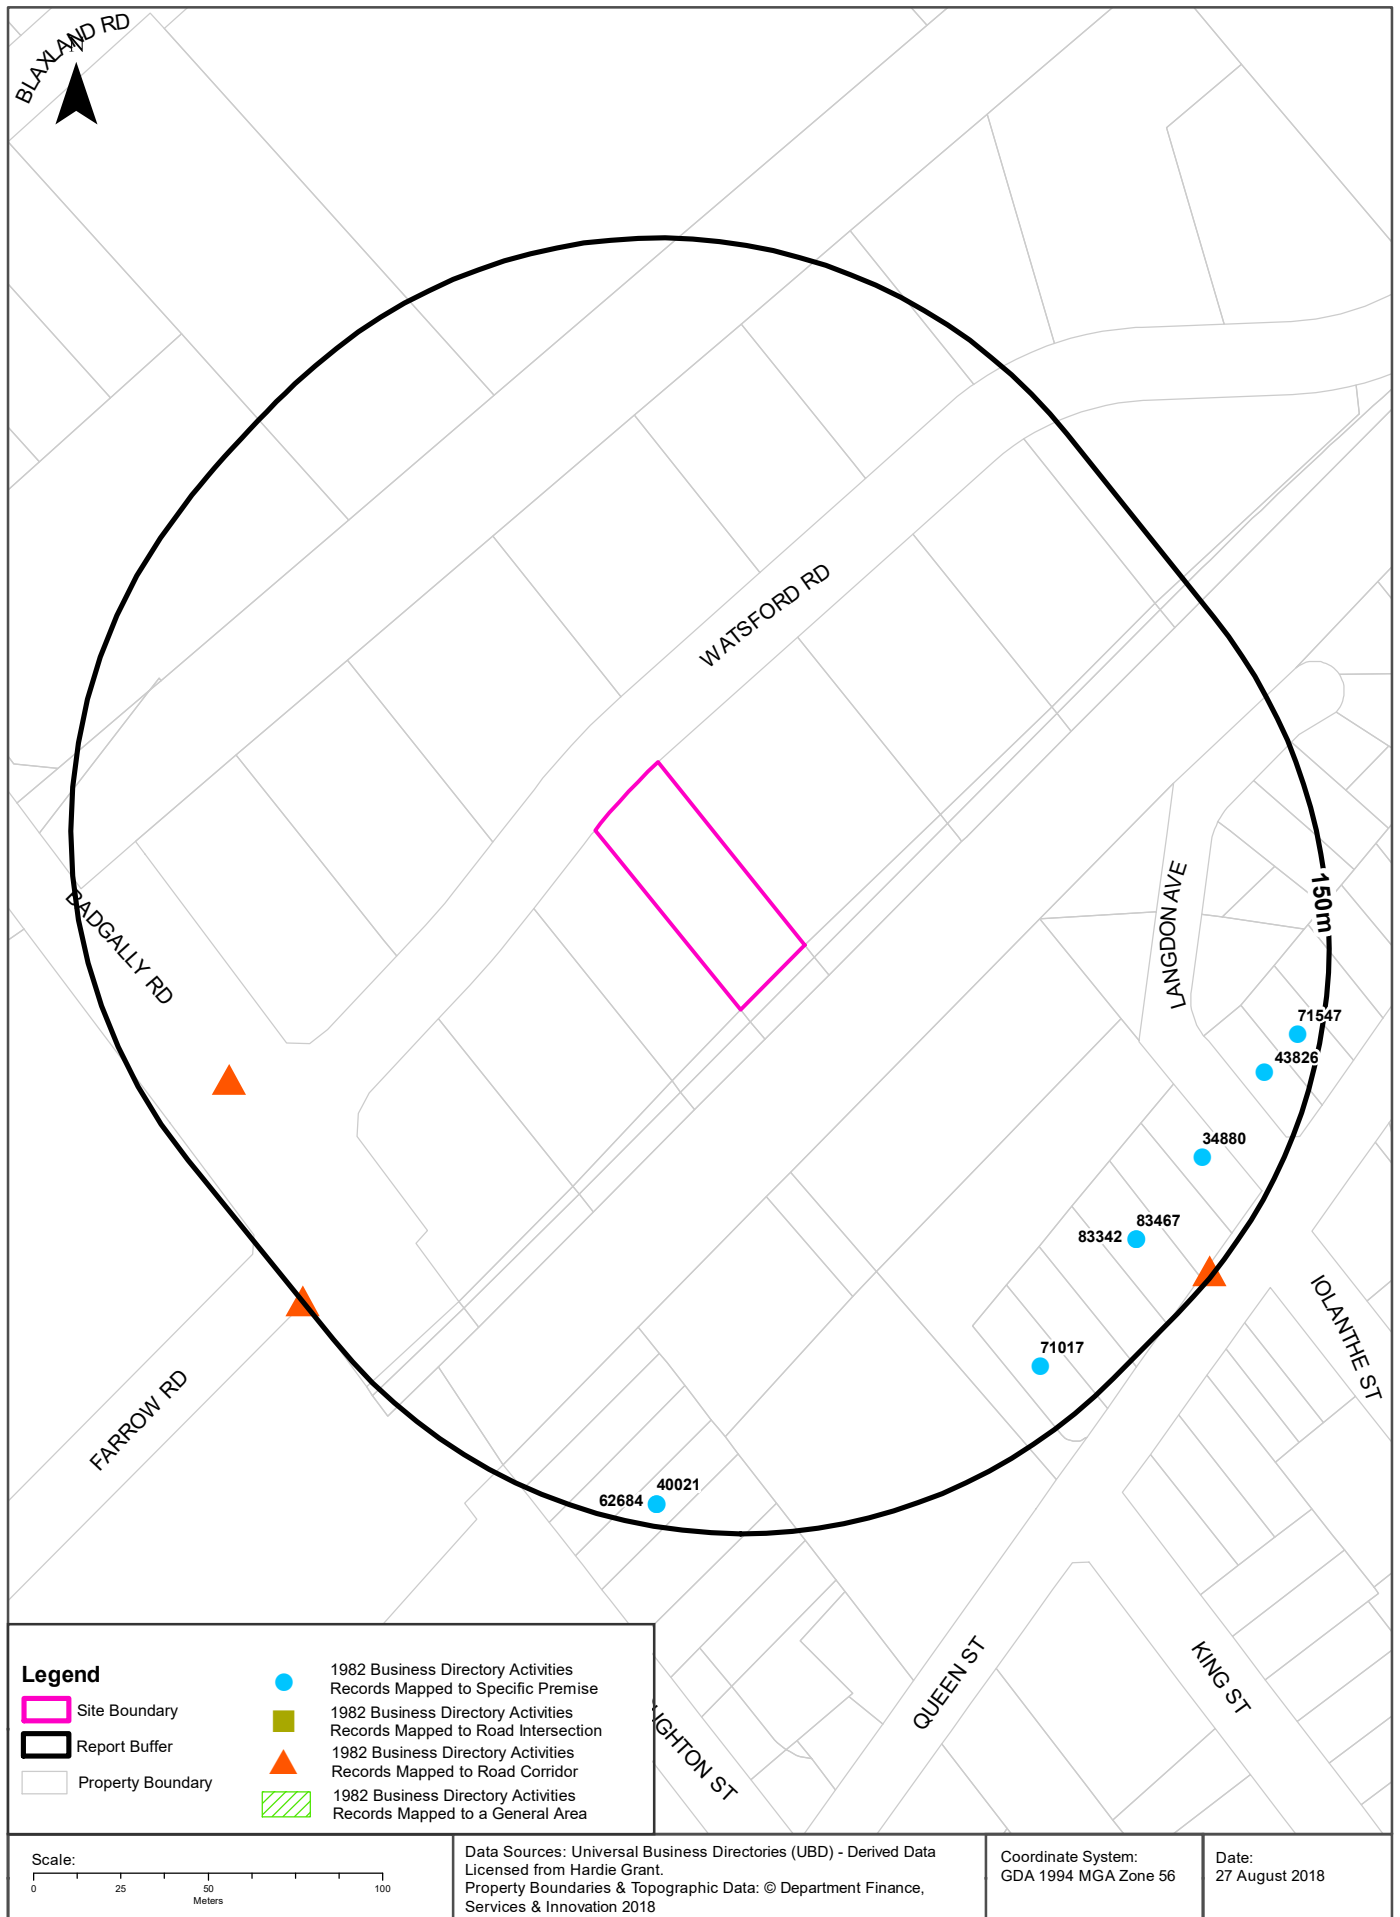 BLAXLAND RD
N
WATSFORD RD
BADGALLY RD
LANGDON AVE
150m
71547
43826
34880
83467
83342
IOLANTHE ST
71017
FARROW RD
40021
62684
QUEEN ST
KING ST
GHTON ST
Legend
Site Boundary
Report Buffer
Property Boundary
1982 Business Directory Activities
Records Mapped to Specific Premise
1982 Business Directory Activities
Records Mapped to Road Intersection
1982 Business Directory Activities
Records Mapped to Road Corridor
1982 Business Directory Activities
Records Mapped to a General Area
Scale:
0 25 50 100
Meters
Data Sources: Universal Business Directories (UBD) - Derived Data
Licensed from Hardie Grant.
Property Boundaries & Topographic Data: © Department Finance,
Services & Innovation 2018
Coordinate System:
GDA 1994 MGA Zone 56
Date:
27 August 2018